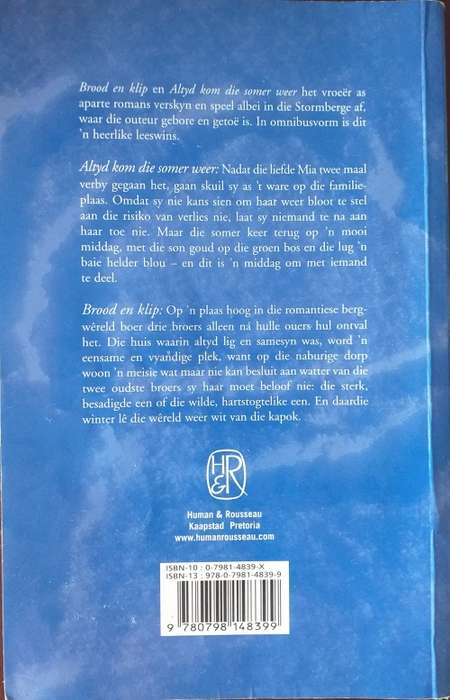 Brood en klip en Altyd kom die somer weer het vroeër as
aparte romans verskyn en speel albei in die Stormberge af,
waar die outeur gebore en getoë is. In omnibusvorm is dit
'n heerlike leeswins.
Altyd kom die somer weer: Nadat die liefde Mia twee maal
verby gegaan het, gaan skuil sy as 't ware op die familie-
plaas. Omdat sy nie kans sien om haar weer bloot te stel
aan die risiko van verlies nie, laat sy niemand te na aan
haar toe nie. Maar die somer keer terug op 'n mooi
middag, met die son goud op die groen bos en die lug 'n
baie helder blou – en dit is 'n middag om met iemand
te deel.
Brood en klip: Op 'n plaas hoog in die romantiese berg-
wêreld boer drie broers alleen ná hulle ouers hul ontval
het. Die huis waarin altyd lig en samesyn was, word 'n
eensame en vyandige plek, want op die naburige dorp
woon 'n meisie wat maar nie kan besluit aan watter van die
twee oudste broers sy haar moet beloof nie: die sterk,
besadigde een of die wilde, hartstogtelike een. En daardie
winter lê die wêreld weer wit van die kapok.
H&R
Human & Rousseau
Kaapstad Pretoria
www.humanrousseau.com
ISBN-10 : 0-7981-4839-X
ISBN-13 : 978-0-7981-4839-9
9 780798 148399